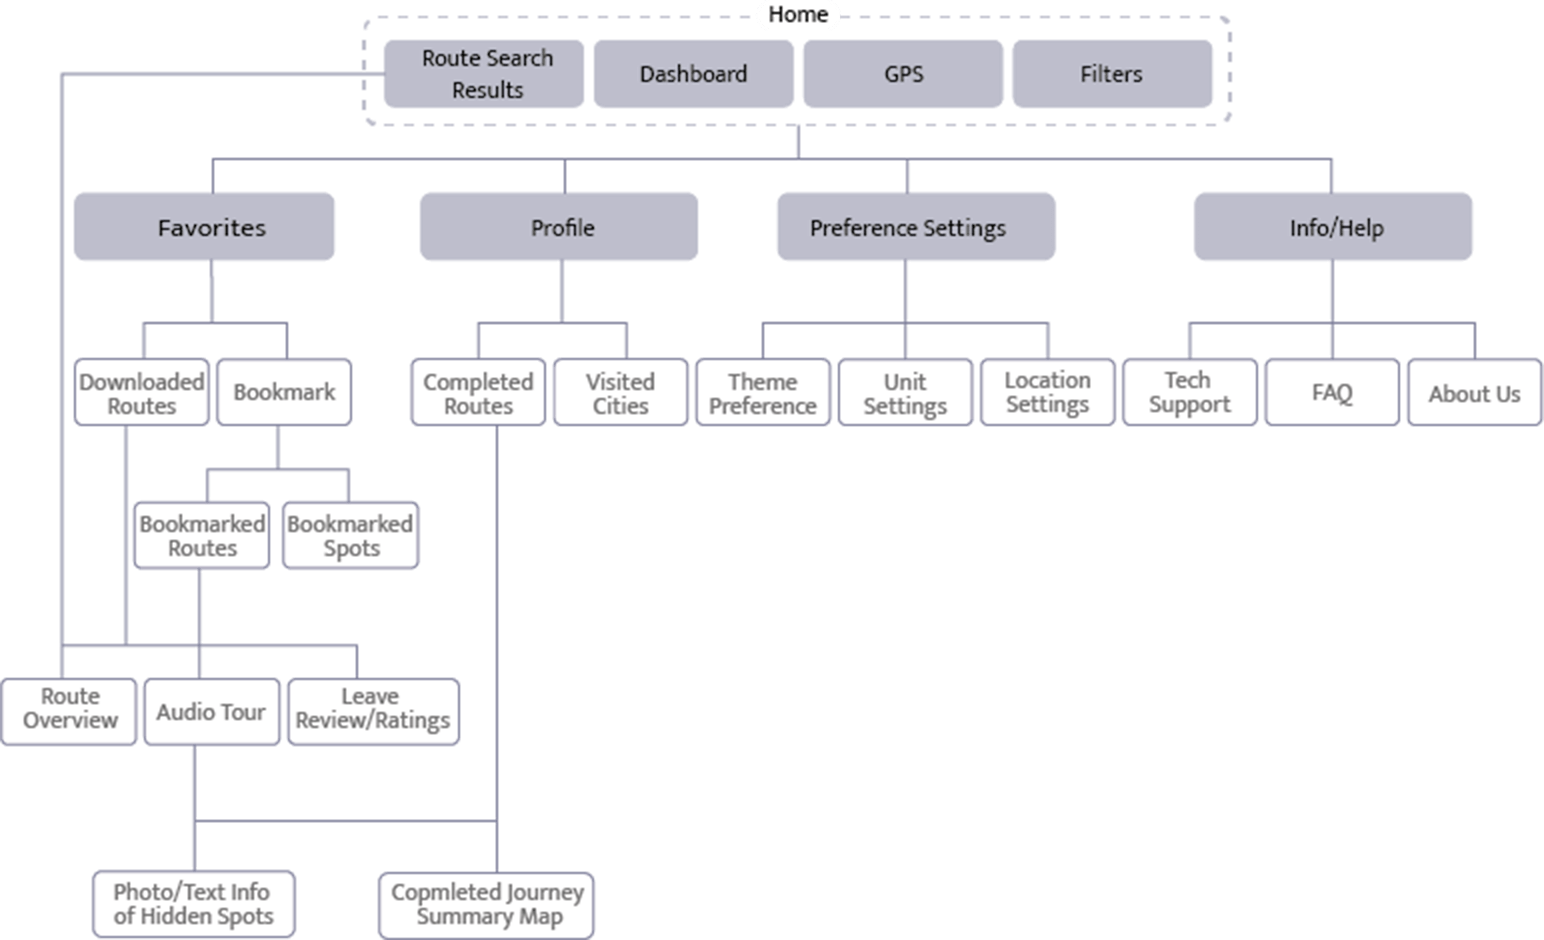 Home
Route Search
Results
Dashboard
GPS
Filters
Favorites
Profile
Preference Settings
Info/Help
Downloaded
Routes
Bookmark
Completed
Routes
Visited
Cities
Theme
Preference
Unit
Settings
Location
Settings
Tech
Support
FAQ
About Us
Bookmarked
Routes
Bookmarked
Spots
Route
Overview
Audio Tour
Leave
Review/Ratings
Photo/Text Info
of Hidden Spots
Copmleted Journey
Summary Map